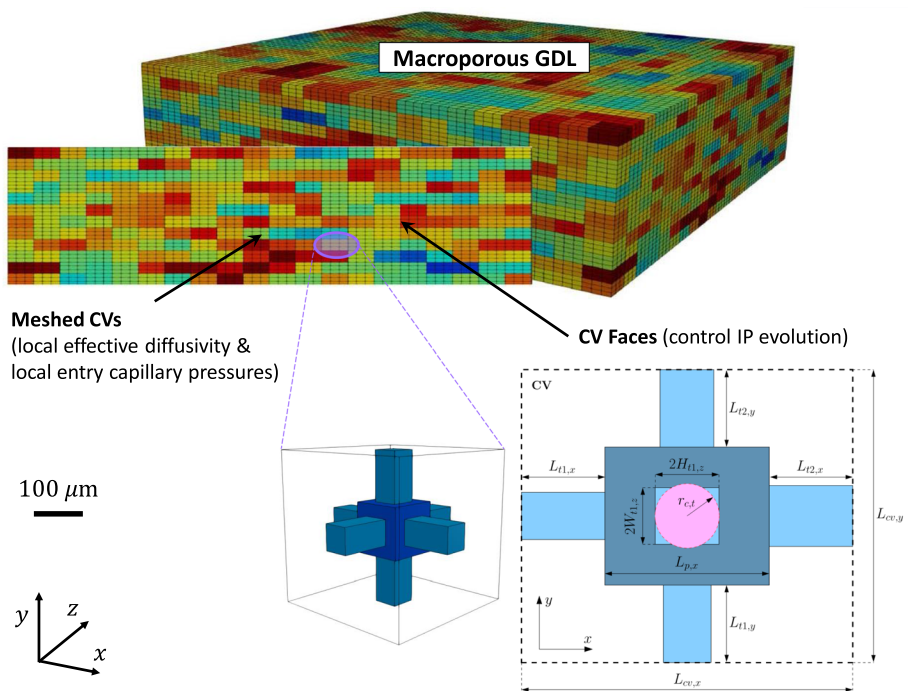 Macroporous GDL
Meshed CVs
(local effective diffusivity &
local entry capillary pressures)
CV Faces (control IP evolution)
CV
L_{t2,y}
2H_{t1,z}
L_{t1,x}
L_{t2,x}
r_{c,t}
2W_{t1,z}
L_{cv,y}
L_{p,x}
L_{t1,y}
y
x
L_{cv,x}
100 μm
y
z
x